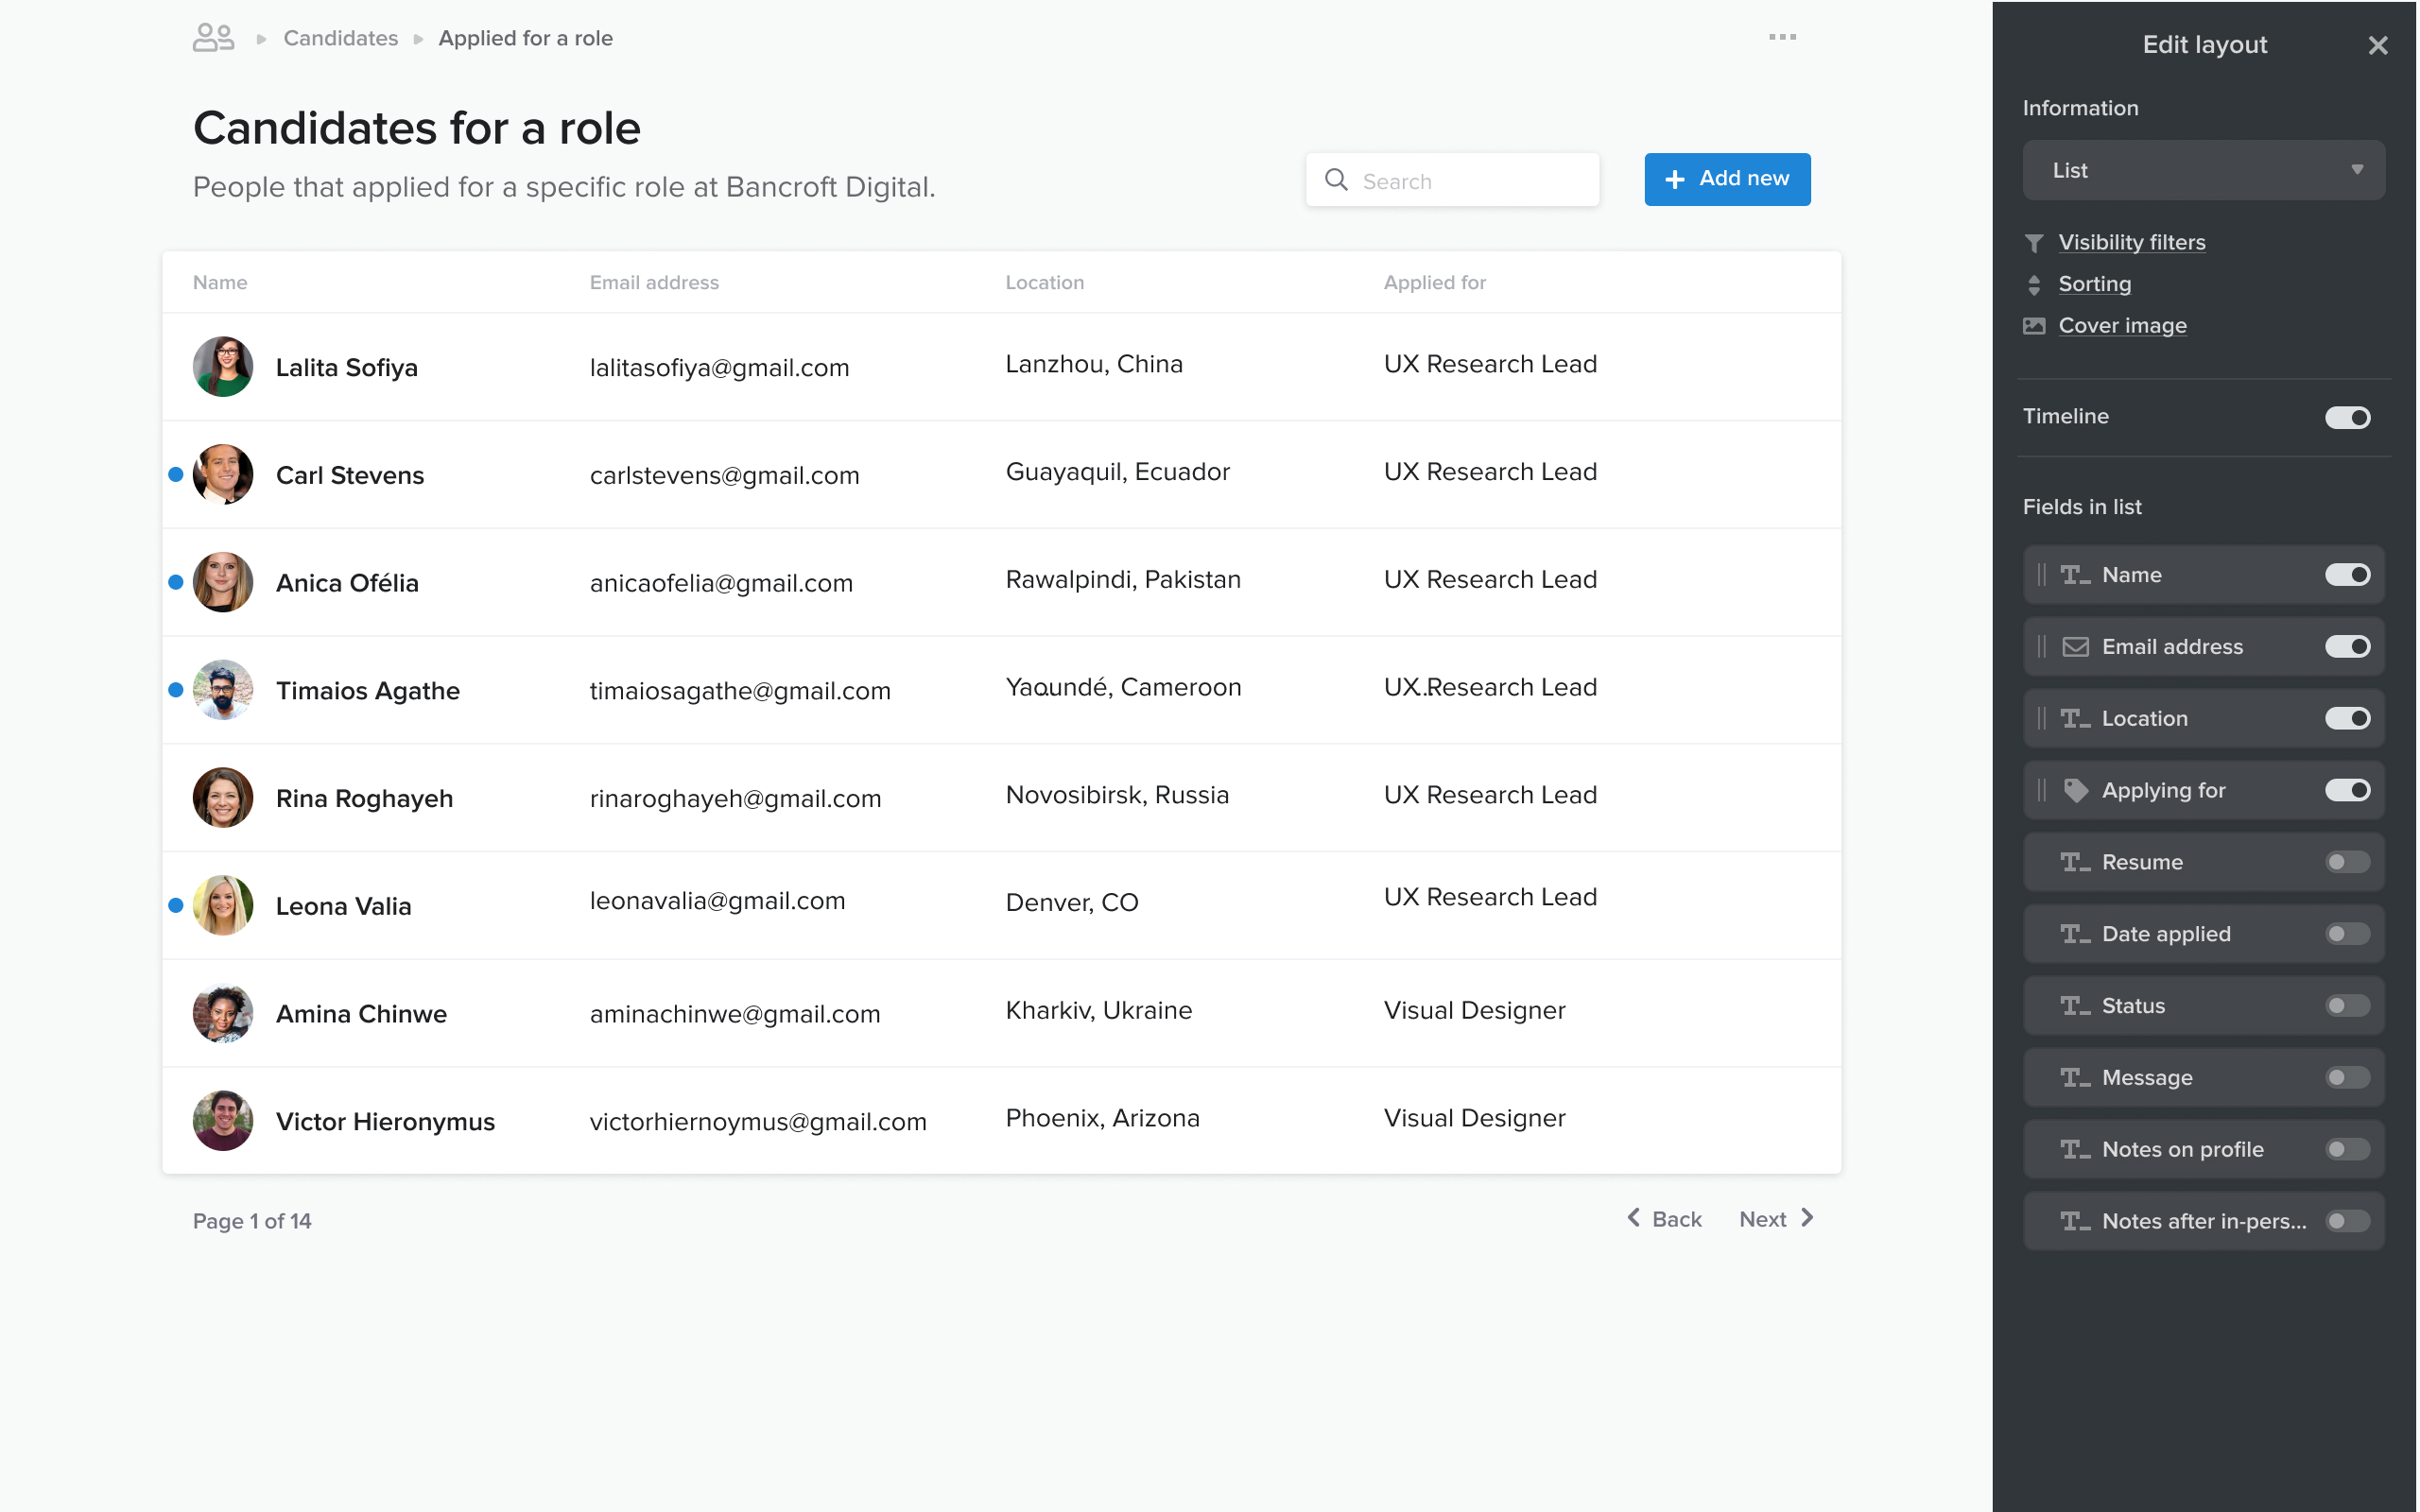 Candidates Applied for a role
Candidates for a role
People that applied for a specific role at Bancroft Digital.
Search
Add new
Name Email address Location Applied for
Lalita Sofiya lalitasofiya@gmail.com Lanzhou, China UX Research Lead
Carl Stevens carlstevens@gmail.com Guayaquil, Ecuador UX Research Lead
Anica Ofélia anicaofelia@gmail.com Rawalpindi, Pakistan UX Research Lead
Timaios Agathe timaiosagathe@gmail.com Yaoundé, Cameroon UX Research Lead
Rina Roghayeh rinaroghayeh@gmail.com Novosibirsk, Russia UX Research Lead
Leona Valia leonavalia@gmail.com Denver, CO UX Research Lead
Amina Chinwe aminachinwe@gmail.com Kharkiv, Ukraine Visual Designer
Victor Hieronymus victorhiernoymus@gmail.com Phoenix, Arizona Visual Designer
Page 1 of 14
Back Next
Edit layout
Information
List
Visibility filters
Sorting
Cover image
Timeline
Fields in list
Name
Email address
Location
Applying for
Resume
Date applied
Status
Message
Notes on profile
Notes after in-pers...